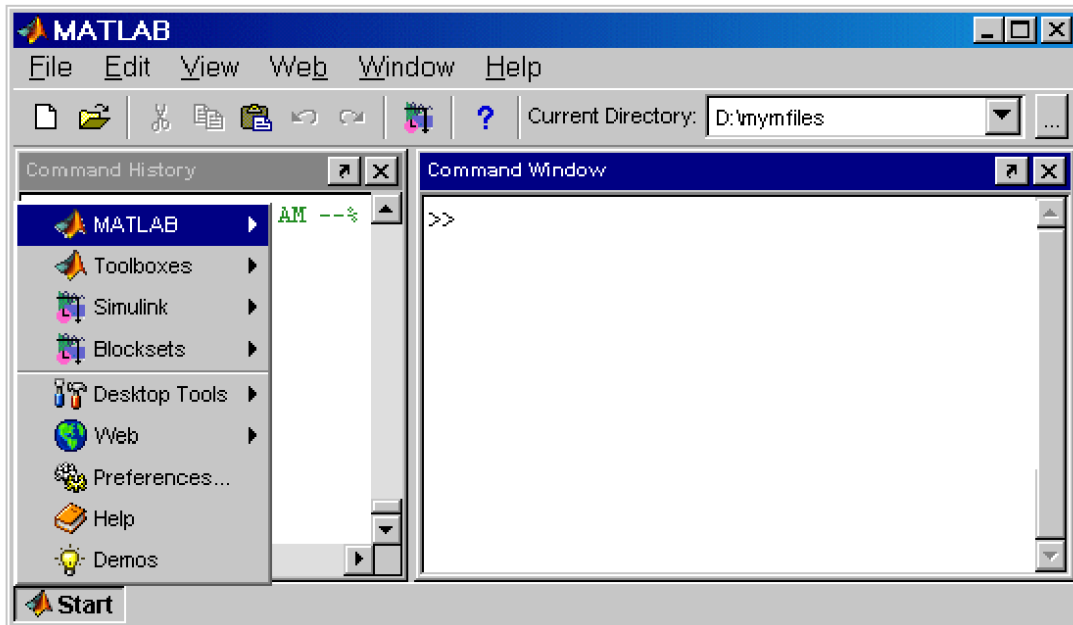 MATLAB
File Edit View Web Window Help
? Current Directory: D:\mymfiles ...
Command History
Command Window
AM --%
>>
MATLAB
Toolboxes
Simulink
Blocksets
Desktop Tools
Web
Preferences...
Help
Demos
Start